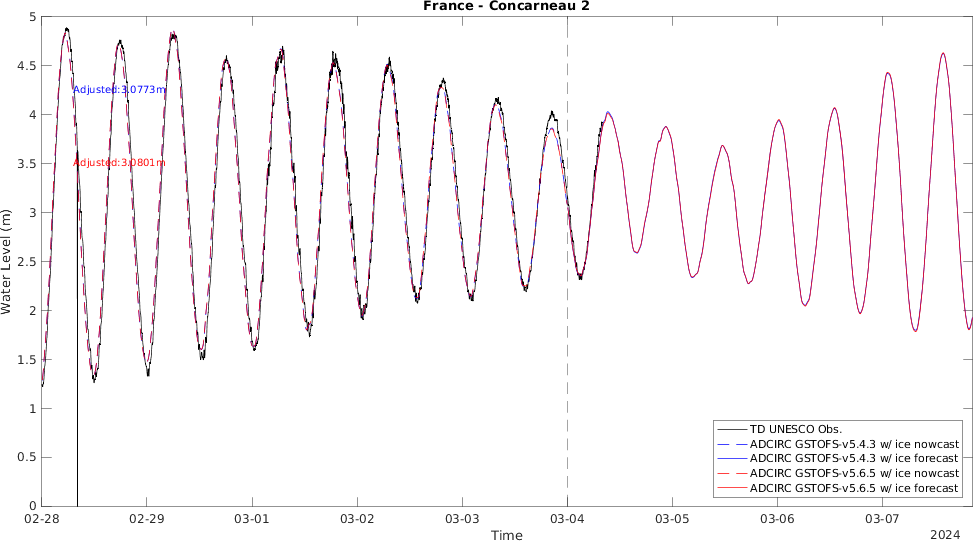 France - Concarneau 2
5
4.5
4
3.5
3
2.5
2
1.5
1
0.5
0
Water Level (m)
Adjusted:3.0773m
Adjusted:3.0801m
TD UNESCO Obs.
ADCIRC GSTOFS-v5.4.3 w/ ice nowcast
ADCIRC GSTOFS-v5.4.3 w/ ice forecast
ADCIRC GSTOFS-v5.6.5 w/ ice nowcast
ADCIRC GSTOFS-v5.6.5 w/ ice forecast
02-28 02-29 03-01 03-02 03-03 03-04 03-05 03-06 03-07
Time
2024